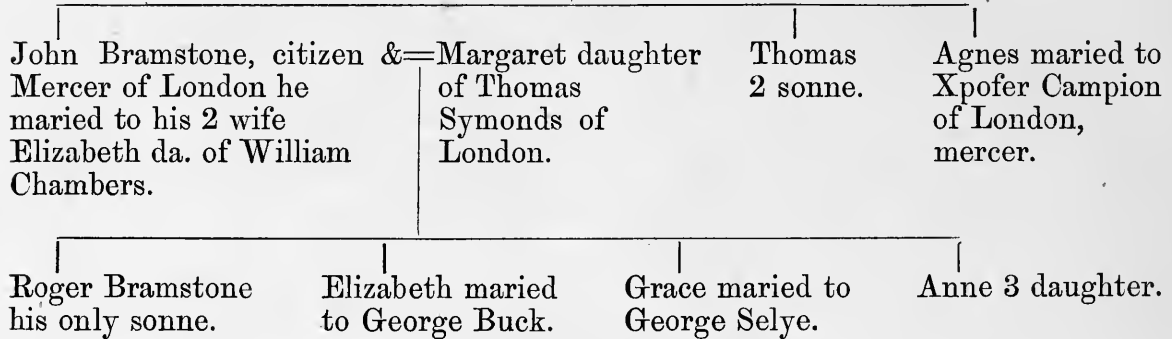 John Bramstone, citizen &=Margaret daughter
Mercer of London he
maried to his 2 wife
Elizabeth da. of William
Chambers.
of Thomas
Symonds of
London.
Thomas
2 sonne.
Agnes maried to
Xpofer Campion
of London,
mercer.
Roger Bramstone
his only sonne.
Elizabeth maried
to George Buck.
Grace maried to
George Selye.
Anne 3 daughter.